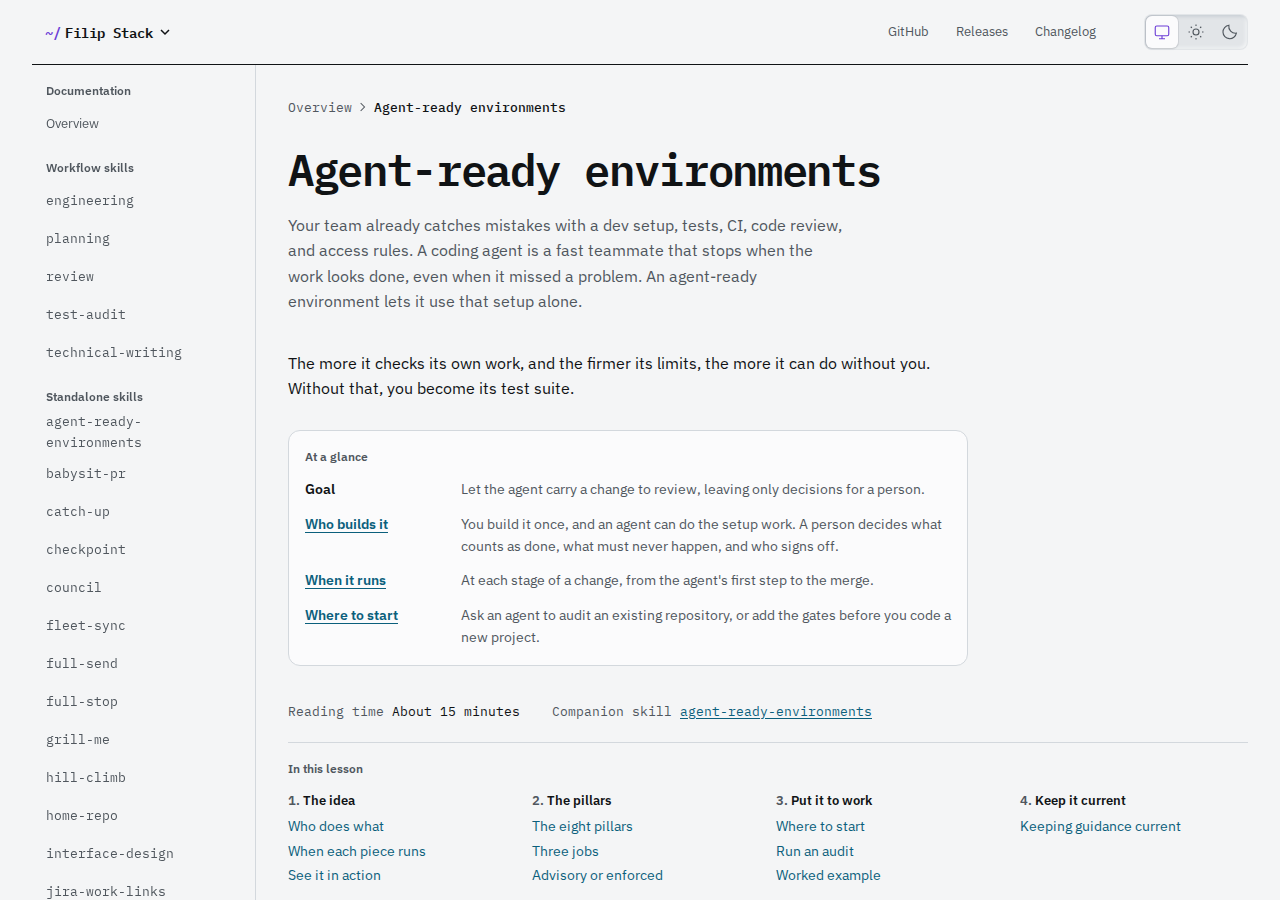 ~/ Filip Stack
GitHub
Releases
Changelog
Documentation
Overview
Workflow skills
engineering
planning
review
test-audit
technical-writing
Standalone skills
agent-ready-
environments
babysit-pr
catch-up
checkpoint
council
fleet-sync
full-send
full-stop
grill-me
hill-climb
home-repo
interface-design
jira-work-links
Overview > Agent-ready environments
Agent-ready environments
Your team already catches mistakes with a dev setup, tests, CI, code review,
and access rules. A coding agent is a fast teammate that stops when the
work looks done, even when it missed a problem. An agent-ready
environment lets it use that setup alone.
The more it checks its own work, and the firmer its limits, the more it can do without you.
Without that, you become its test suite.
At a glance
Goal
Let the agent carry a change to review, leaving only decisions for a person.
Who builds it
You build it once, and an agent can do the setup work. A person decides what
counts as done, what must never happen, and who signs off.
When it runs
At each stage of a change, from the agent's first step to the merge.
Where to start
Ask an agent to audit an existing repository, or add the gates before you code a
new project.
Reading time About 15 minutes
Companion skill agent-ready-environments
In this lesson
1. The idea
Who does what
When each piece runs
See it in action
2. The pillars
The eight pillars
Three jobs
Advisory or enforced
3. Put it to work
Where to start
Run an audit
Worked example
4. Keep it current
Keeping guidance current